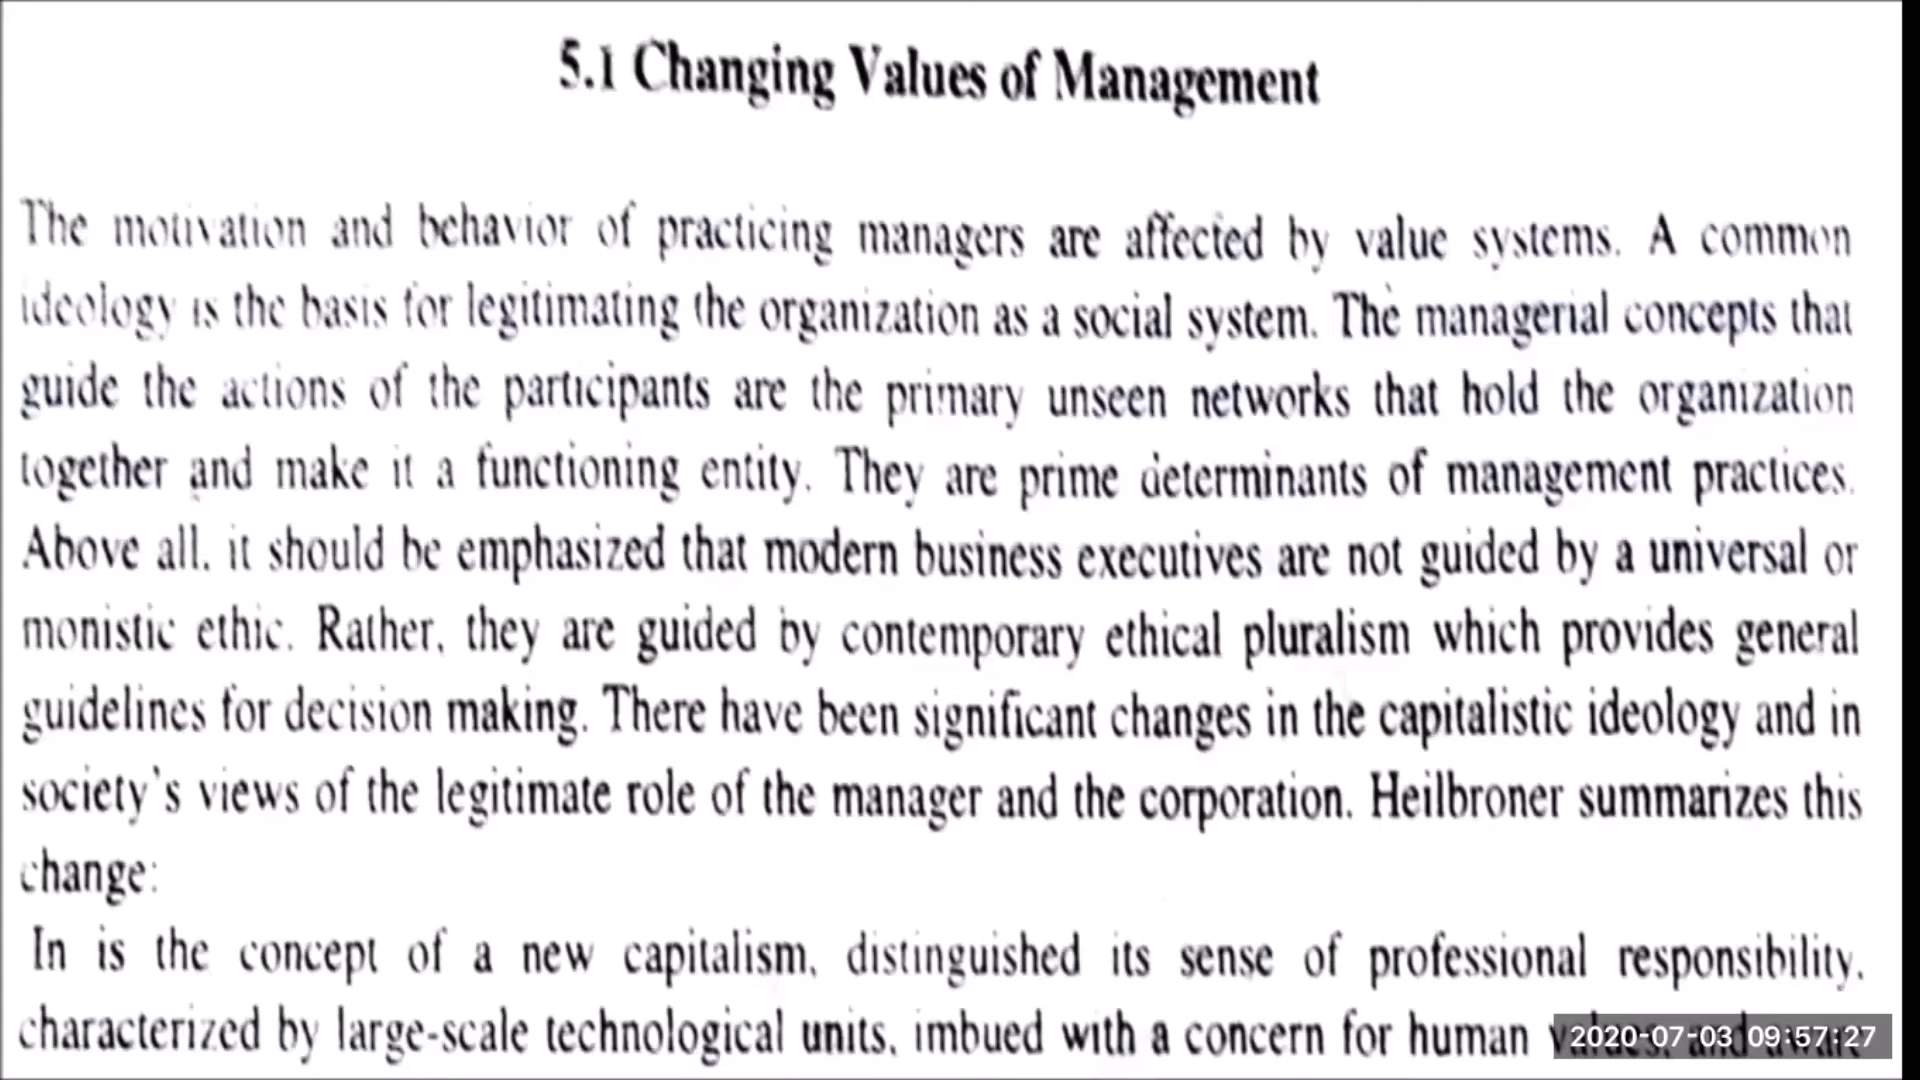 5.1 Changing Values of Management
The motivation and behavior of practicing managers are affected by value systems. A common
ideology is the basis for legitimating the organization as a social system. The managerial concepts that
guide the actions of the participants are the primary unseen networks that hold the organization
together and make it a functioning entity. They are prime determinants of management practices.
Above all, it should be emphasized that modern business executives are not guided by a universal or
monistic ethic. Rather, they are guided by contemporary ethical pluralism which provides general
guidelines for decision making. There have been significant changes in the capitalistic ideology and in
society's views of the legitimate role of the manager and the corporation. Heilbroner summarizes this
change:
In is the concept of a new capitalism, distinguished its sense of professional responsibility,
characterized by large-scale technological units, imbued with a concern for human values, and aware
2020-07-03 09:57:27